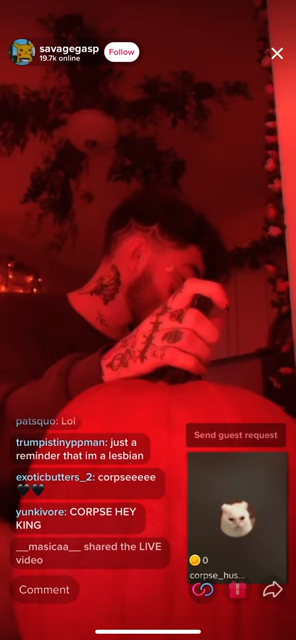 savagegasp
19.7k online
Follow
patsquo: Lol
trumpistinyppman: just a
reminder that im a lesbian
exoticbutters_2: corpseeeee
yunkivore: CORPSE HEY
KING
__masicaa__ shared the LIVE
video
Send guest request
0
corpse_hus...
Comment